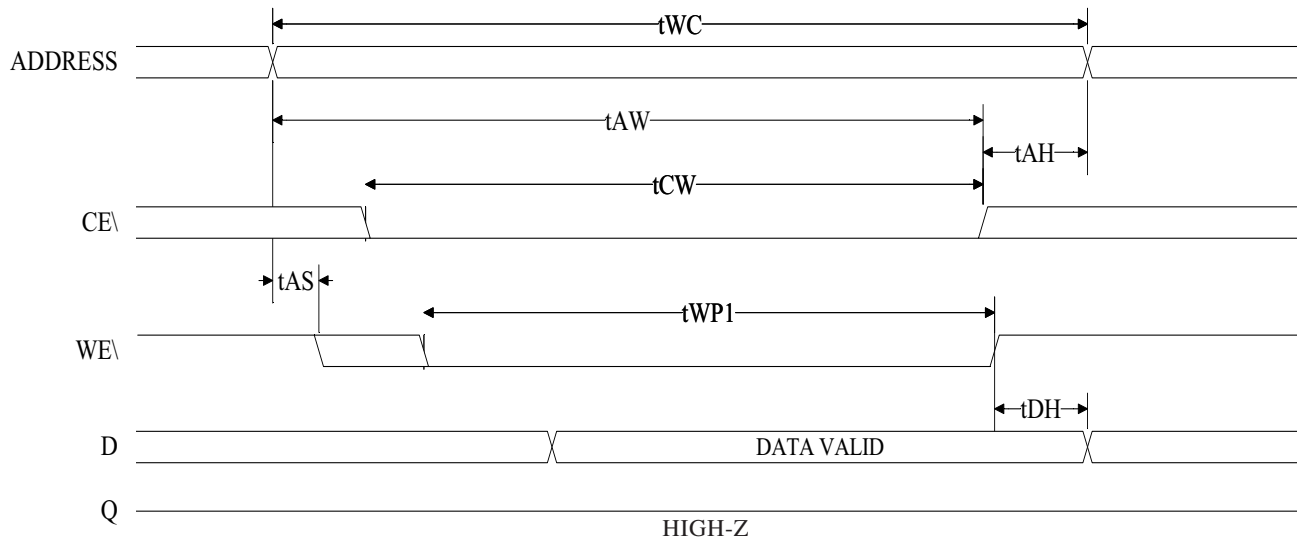 tWC
ADDRESS
tAW
tAH
tCW
CE\
tAS
tWP1
WE\
tDH
D
DATA VALID
Q
HIGH-Z